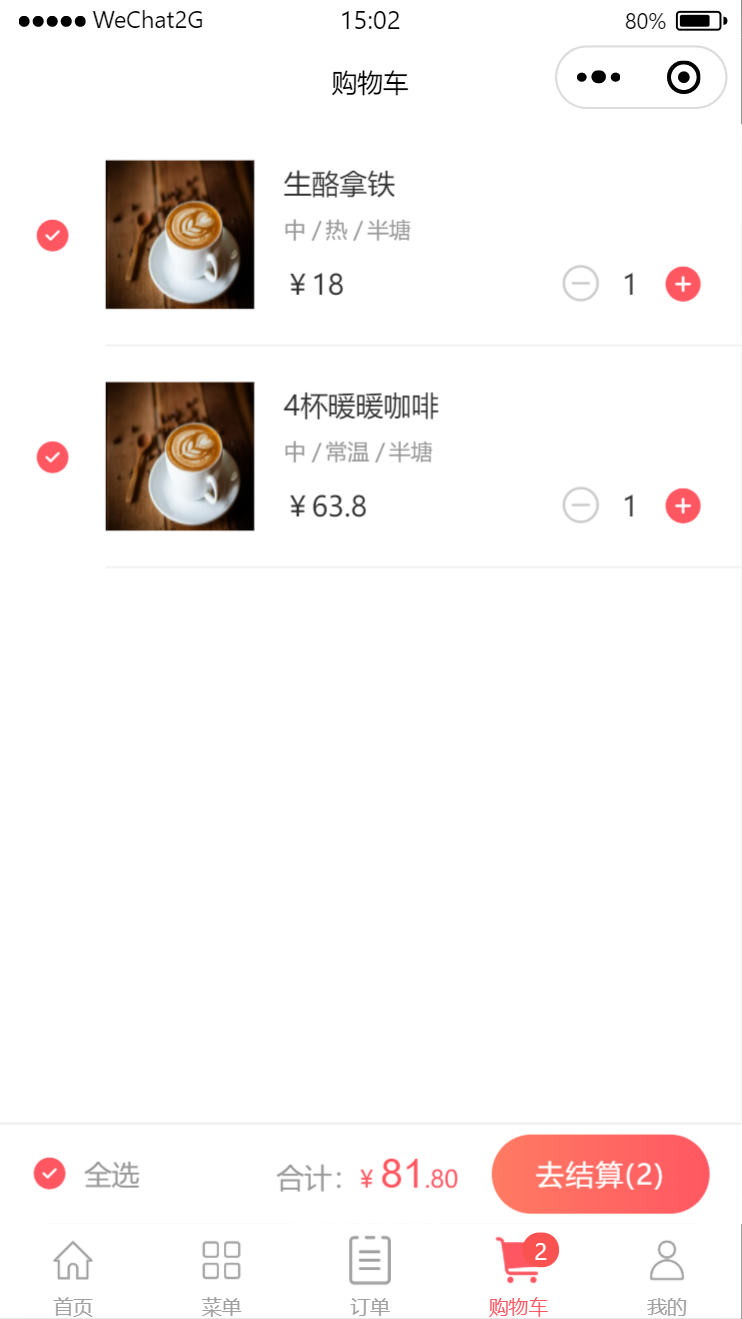 WeChat2G
15:02
80%
购物车
生酪拿铁
中 / 热 / 半塘
￥18
1
4杯暖暖咖啡
中 / 常温 / 半塘
￥63.8
1
全选
合计：￥81.80
去结算(2)
2
首页
菜单
订单
购物车
我的